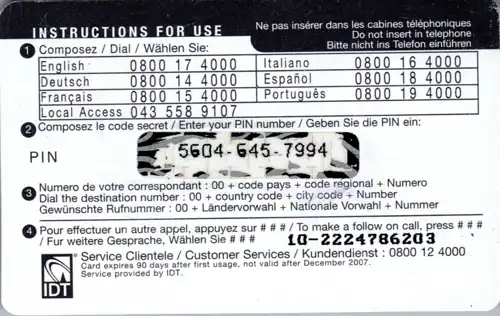 INSTRUCTIONS FOR USE
Ne pas insérer dans les cabines téléphoniques
Do not insert in telephone
Bitte nicht ins Telefon einführen
1 Composez / Dial / Wählen Sie:
English 0800 17 4000
Italiano 0800 16 4000
Deutsch 0800 14 4000
Español 0800 18 4000
Français 0800 15 4000
Português 0800 19 4000
Local Access 043 558 9107
2 Composez le code secret / Enter your PIN number / Geben Sie die PIN ein:
PIN 5604-645-7994
3 Numero de votre correspondant : 00 + code pays + code régional + Numero
Dial the destination number : 00 + country code + city code + Number
Gewünschte Rufnummer : 00 + Ländervorwahl + Nationale Vorwahl + Nummer
4 Pour effectuer un autre appel, appuyez sur # # # / To make a follow on call, press # # #
/ Fur weitere Gesprache, Wählen Sie # # # 10-2224786203
IDT
Service Clientele / Customer Services / Kundendienst : 0800 12 4000
Card expires 90 days after first usage, not valid after December 2007.
Service provided by IDT.